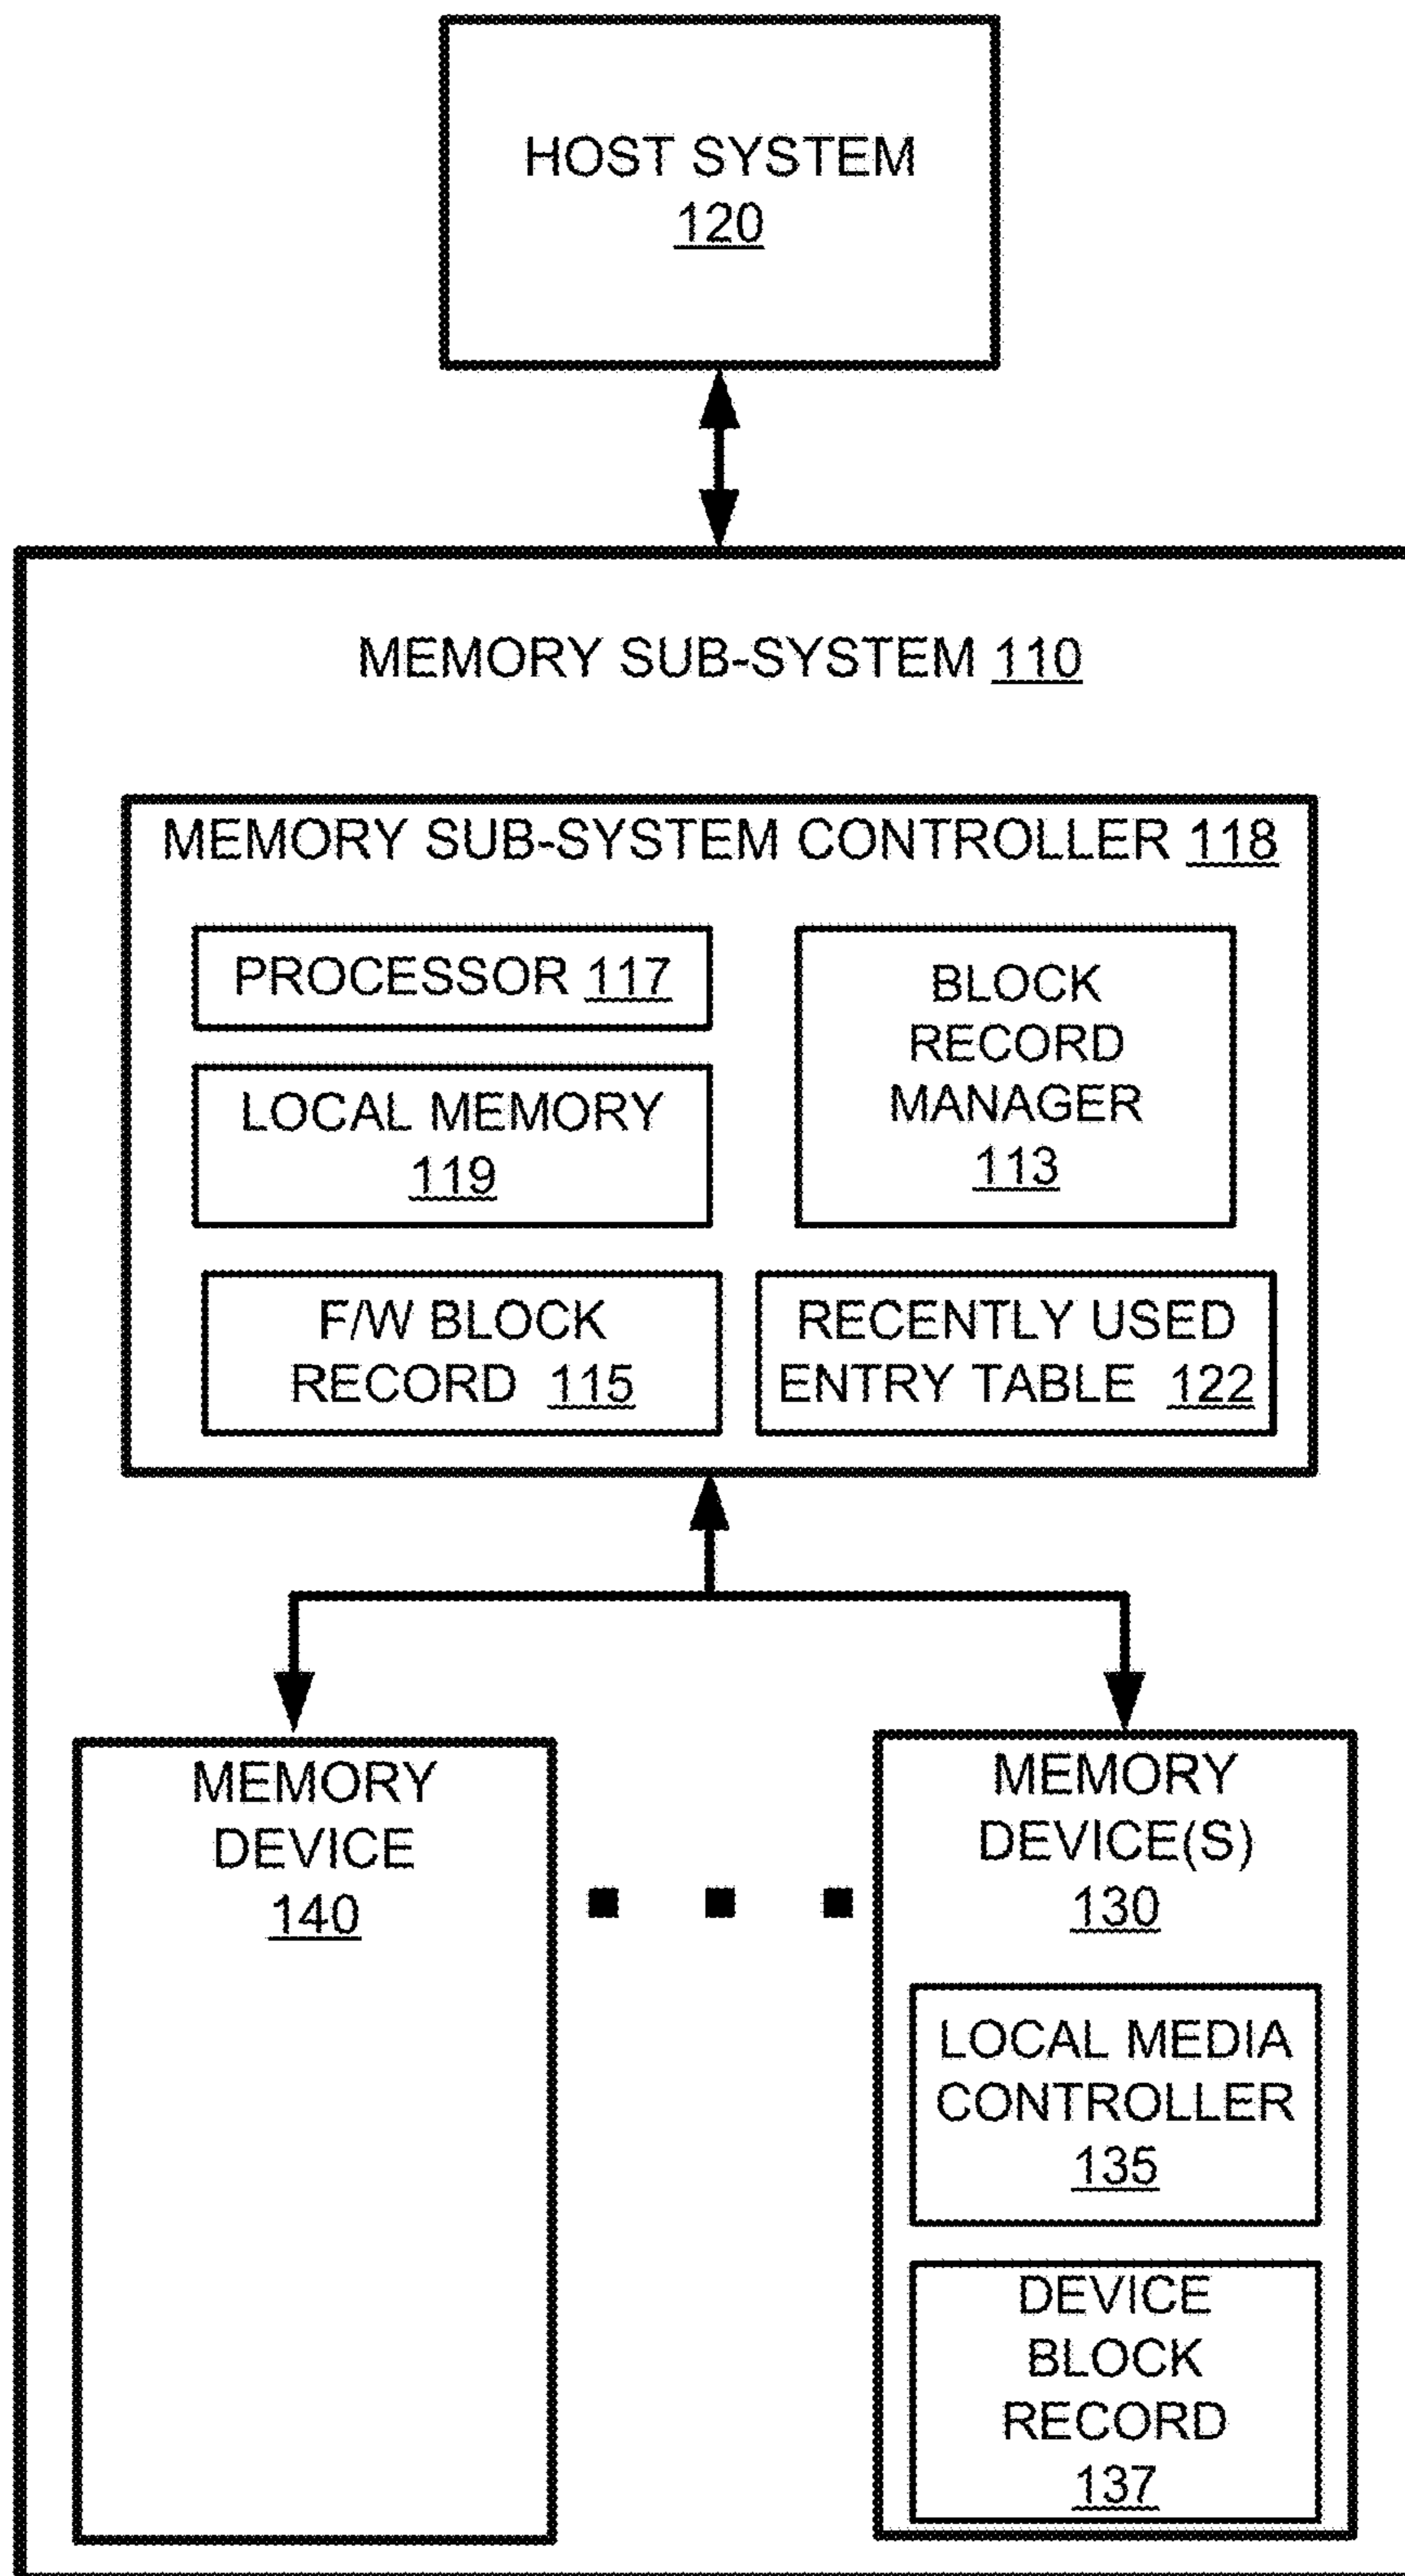 HOST SYSTEM
120
MEMORY SUB-SYSTEM 110
MEMORY SUB-SYSTEM CONTROLLER 118
PROCESSOR 117
LOCAL MEMORY
119
BLOCK
RECORD
MANAGER
113
F/W BLOCK
RECORD 115
RECENTLY USED
ENTRY TABLE 122
MEMORY
DEVICE
140
MEMORY
DEVICE(S)
130
LOCAL MEDIA
CONTROLLER
135
DEVICE
BLOCK
RECORD
137